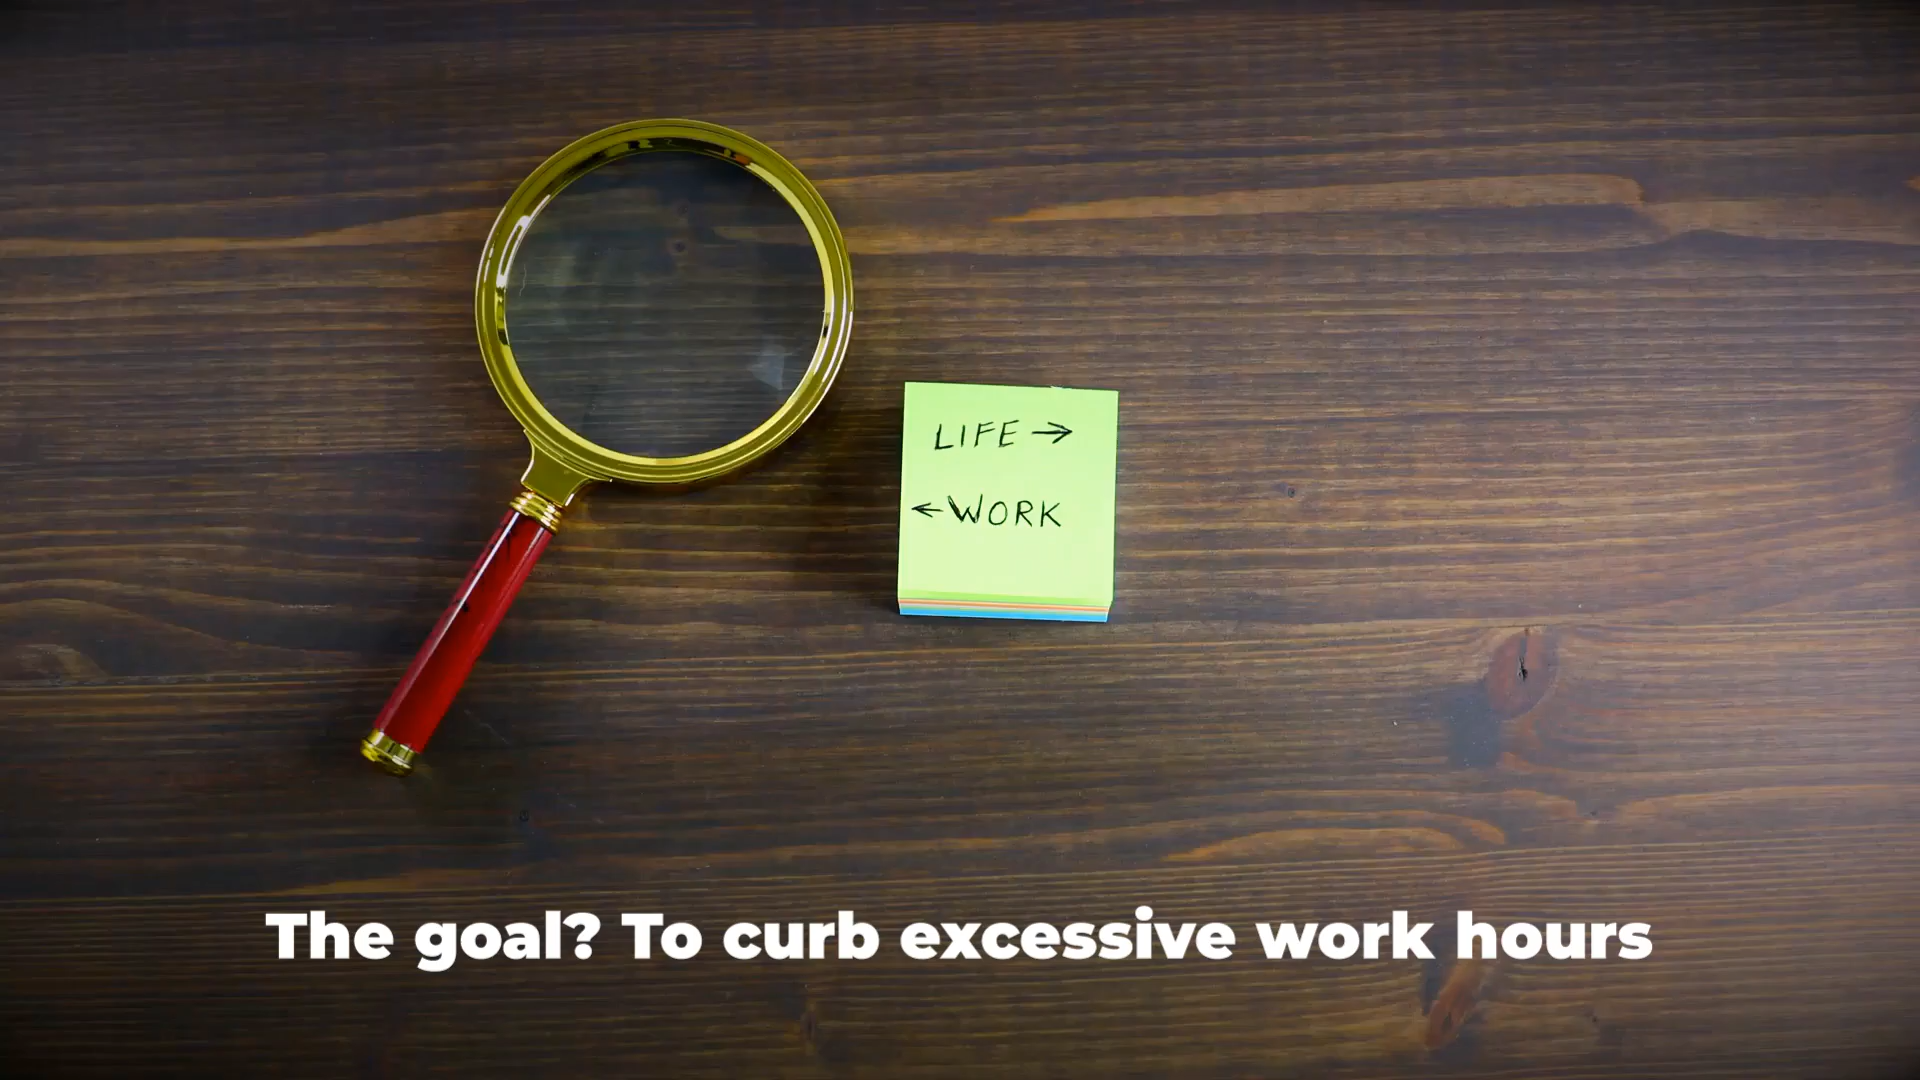 LIFE →
← WORK
The goal? To curb excessive work hours